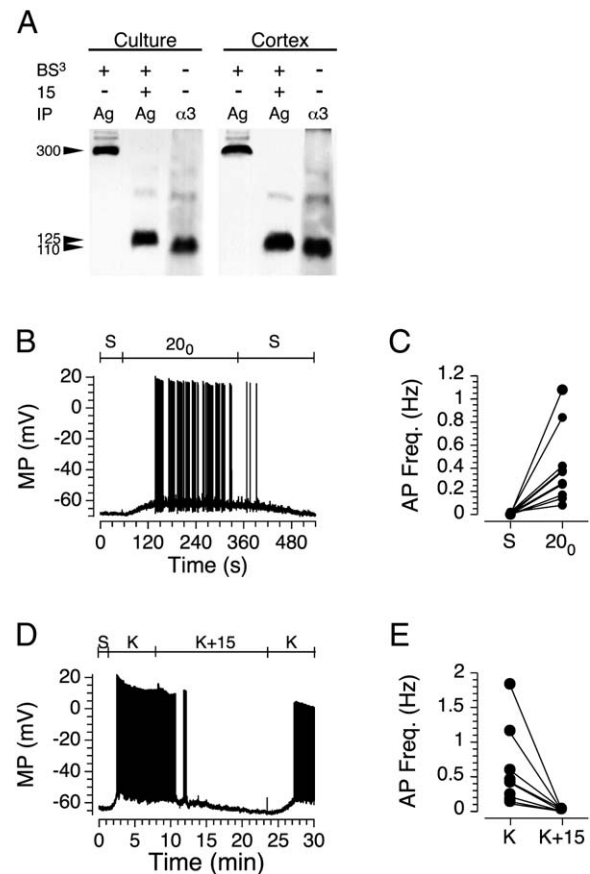 A
Culture Cortex
BS³ + + - + + -
15 - + - - + -
IP Ag Ag α3 Ag Ag α3
300
125
110
B
S 20₀ S
20
0
-20
-40
-60
MP (mV)
0 120 240 360 480
Time (s)
C
1.2
1
0.8
0.6
0.4
0.2
0
AP Freq. (Hz)
S 20₀
D
S K K+15 K
20
0
-20
-40
-60
MP (mV)
0 5 10 15 20 25 30
Time (min)
E
2
1.5
1
0.5
0
AP Freq. (Hz)
K K+15